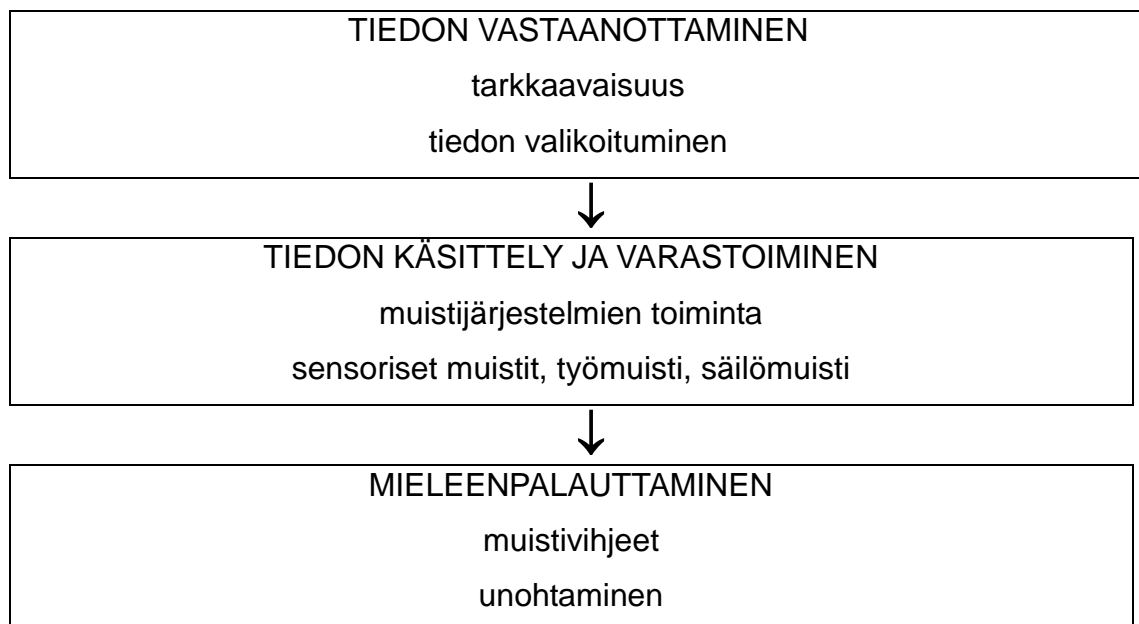 TIEDON VASTAANOTTAMINEN
tarkkaavaisuus
tiedon valikoituminen
TIEDON KÄSITTELY JA VARASTOIMINEN
muistijärjestelmien toiminta
sensoriset muistit, työmuisti, säilömuisti
MIELEENPALAUTTAMINEN
muistivihjeet
unohtaminen